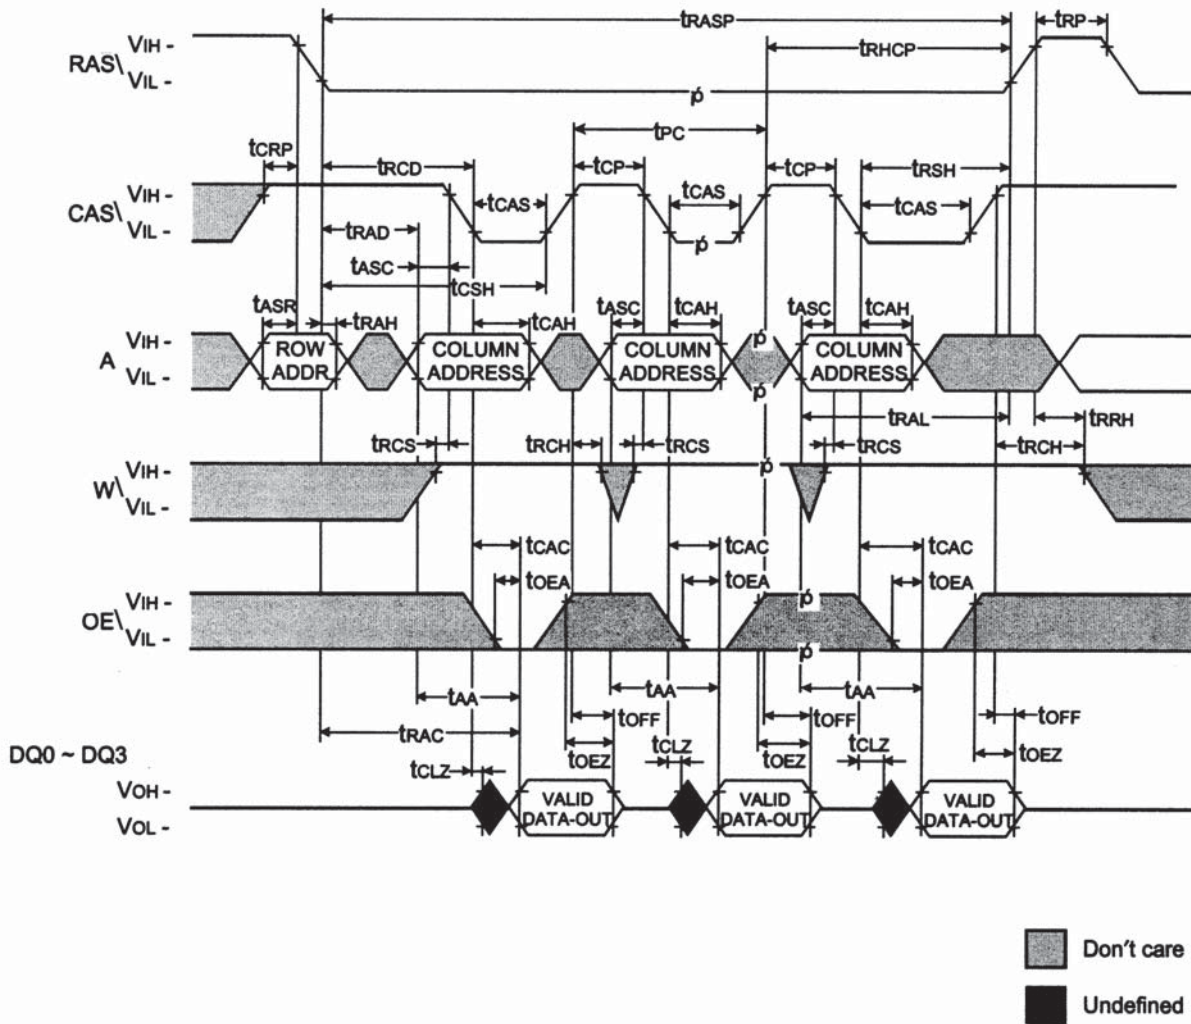 tRASP
tRP
tRHCP
RAS\
VIH -
VIL -
tPC
tCRP
tRCD
tCP
tCP
tRSH
CAS\
VIH -
VIL -
tCAS
tCAS
tCAS
tRAD
tASC
tCSH
tASR
tRAH
tCAH
tASC
tCAH
tASC
tCAH
A
VIH -
VIL -
ROW
ADDR
COLUMN
ADDRESS
COLUMN
ADDRESS
COLUMN
ADDRESS
tRAL
tRRH
tRCS
tRCH
tRCS
tRCS
tRCH
W\
VIH -
VIL -
tCAC
tCAC
tCAC
tOEA
tOEA
tOEA
OE\
VIH -
VIL -
tAA
tAA
tAA
tOFF
tOFF
tOFF
tRAC
DQ0 ~ DQ3
tCLZ
tOEZ
tCLZ
tOEZ
tCLZ
tOEZ
VOH -
VOL -
VALID
DATA-OUT
VALID
DATA-OUT
VALID
DATA-OUT
Don't care
Undefined